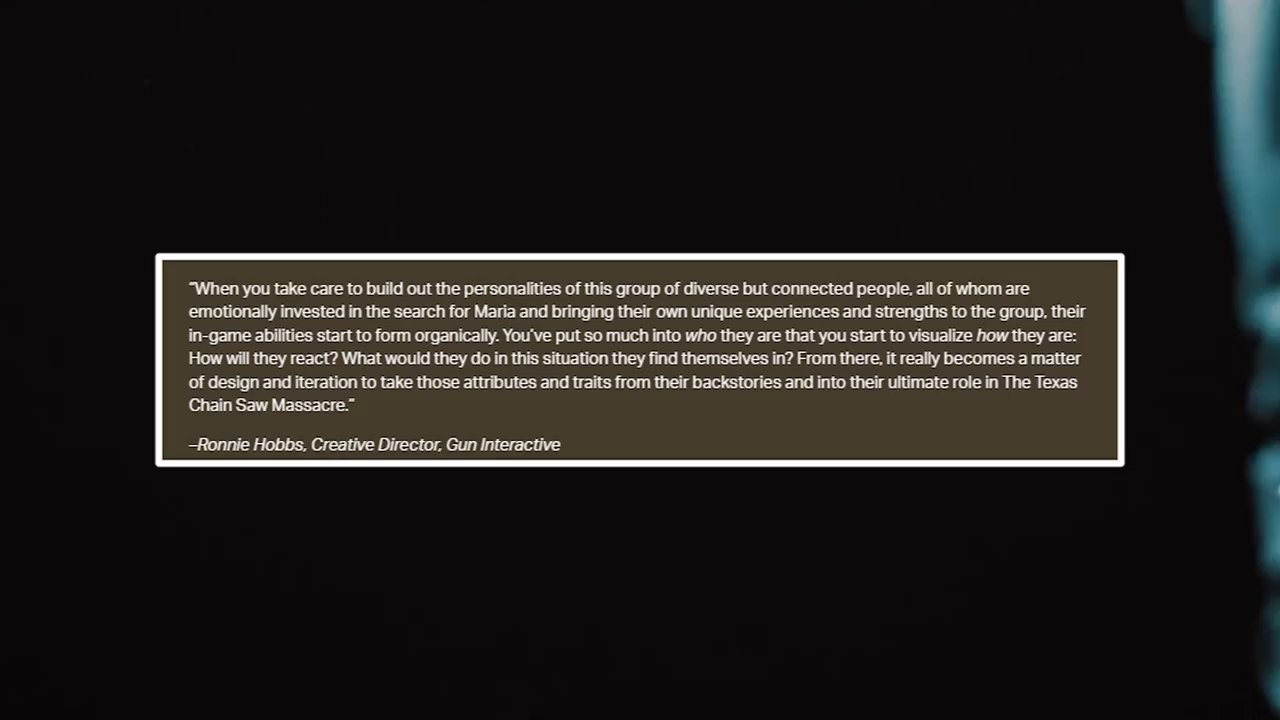 “When you take care to build out the personalities of this group of diverse but connected people, all of whom are
emotionally invested in the search for Maria and bringing their own unique experiences and strengths to the group, their
in-game abilities start to form organically. You’ve put so much into who they are that you start to visualize how they are:
How will they react? What would they do in this situation they find themselves in? From there, it really becomes a matter
of design and iteration to take those attributes and traits from their backstories and into their ultimate role in The Texas
Chain Saw Massacre.”
–Ronnie Hobbs, Creative Director, Gun Interactive